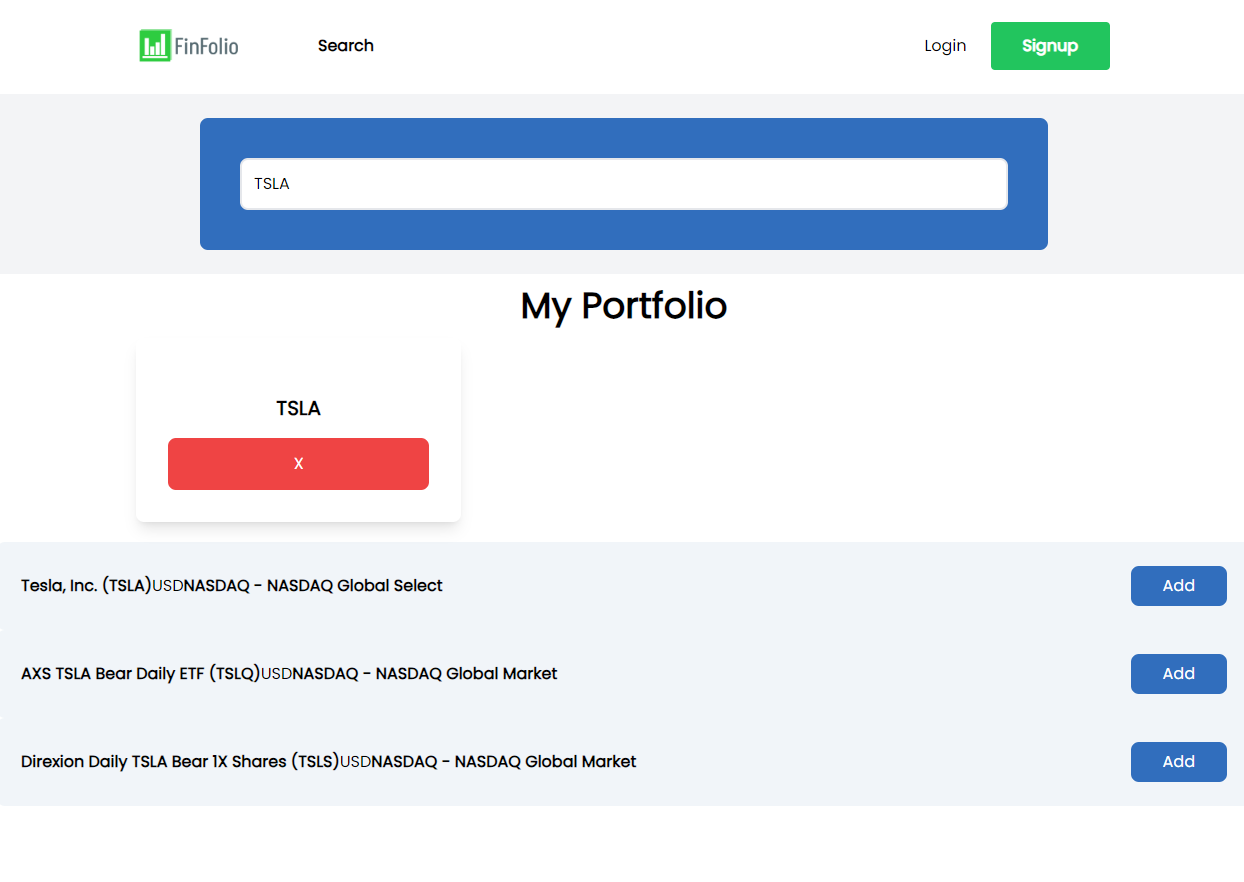 FinFolio Search Login Signup
TSLA
My Portfolio
TSLA
X
Tesla, Inc. (TSLA)USDNASDAQ - NASDAQ Global Select Add
AXS TSLA Bear Daily ETF (TSLQ)USDNASDAQ - NASDAQ Global Market Add
Direxion Daily TSLA Bear 1X Shares (TSLS)USDNASDAQ - NASDAQ Global Market Add